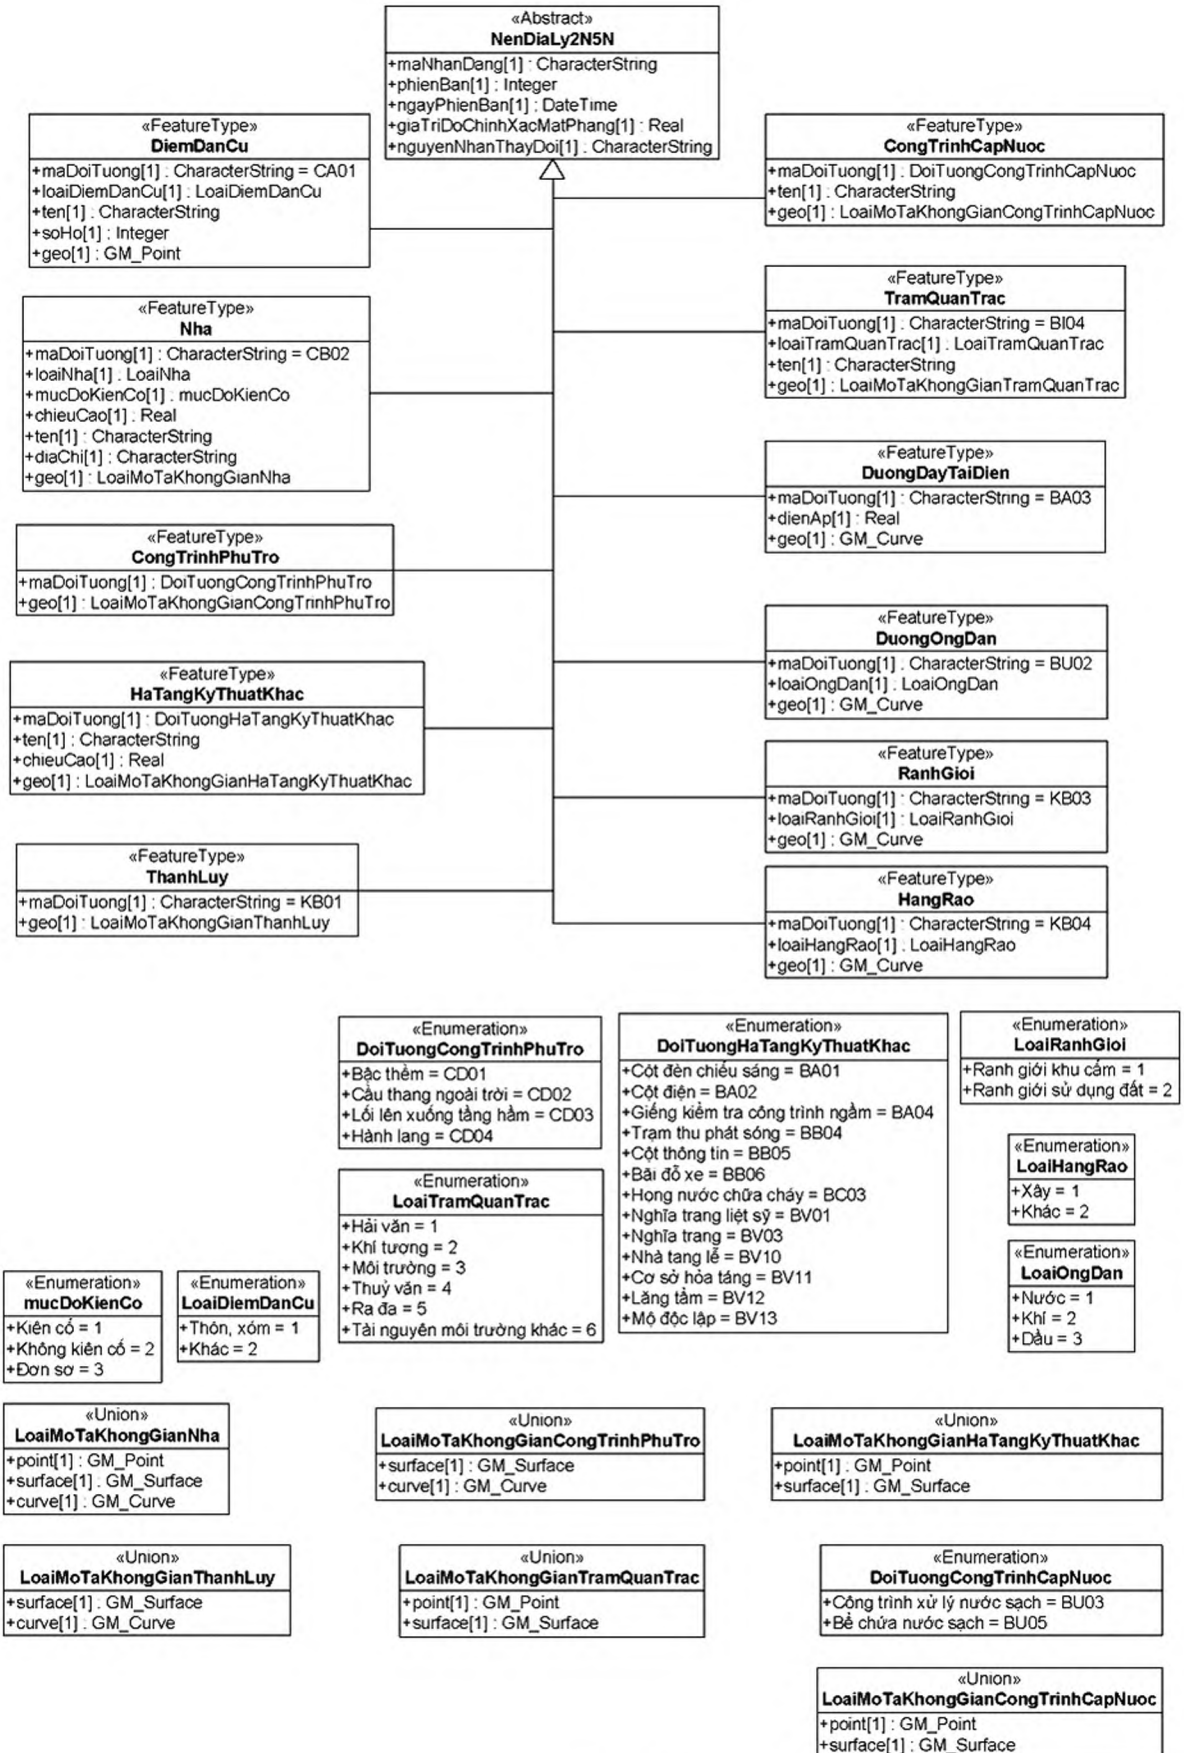 «Abstract»
NenDiaLy2N5N
+maNhanDang[1] : CharacterString
+phienBan[1] : Integer
+ngayPhienBan[1] : DateTime
+giaTriDoChinhXacMatPhang[1] : Real
+nguyenNhanThayDoi[1] : CharacterString
«FeatureType»
DiemDanCu
+maDoiTuong[1] : CharacterString = CA01
+loaiDiemDanCu[1] : LoaiDiemDanCu
+ten[1] : CharacterString
+soHo[1] : Integer
+geo[1] : GM_Point
«FeatureType»
CongTrinhCapNuoc
+maDoiTuong[1] : DoiTuongCongTrinhCapNuoc
+ten[1] : CharacterString
+geo[1] : LoaiMoTaKhongGianCongTrinhCapNuoc
«FeatureType»
Nha
+maDoiTuong[1] : CharacterString = CB02
+loaiNha[1] : LoaiNha
+mucDoKienCo[1] : mucDoKienCo
+chieuCao[1] : Real
+ten[1] : CharacterString
+diaChi[1] : CharacterString
+geo[1] : LoaiMoTaKhongGianNha
«FeatureType»
TramQuanTrac
+maDoiTuong[1] : CharacterString = BI04
+loaiTramQuanTrac[1] : LoaiTramQuanTrac
+ten[1] : CharacterString
+geo[1] : LoaiMoTaKhongGianTramQuanTrac
«FeatureType»
DuongDayTaiDien
+maDoiTuong[1] : CharacterString = BA03
+dienAp[1] : Real
+geo[1] : GM_Curve
«FeatureType»
CongTrinhPhuTro
+maDoiTuong[1] : DoiTuongCongTrinhPhuTro
+geo[1] : LoaiMoTaKhongGianCongTrinhPhuTro
«FeatureType»
DuongOngDan
+maDoiTuong[1] : CharacterString = BU02
+loaiOngDan[1] : LoaiOngDan
+geo[1] : GM_Curve
«FeatureType»
HaTangKyThuatKhac
+maDoiTuong[1] : DoiTuongHaTangKyThuatKhac
+ten[1] : CharacterString
+chieuCao[1] : Real
+geo[1] : LoaiMoTaKhongGianHaTangKyThuatKhac
«FeatureType»
RanhGioi
+maDoiTuong[1] : CharacterString = KB03
+loaiRanhGioi[1] : LoaiRanhGioi
+geo[1] : GM_Curve
«FeatureType»
ThanhLuy
+maDoiTuong[1] : CharacterString = KB01
+geo[1] : LoaiMoTaKhongGianThanhLuy
«FeatureType»
HangRao
+maDoiTuong[1] : CharacterString = KB04
+loaiHangRao[1] : LoaiHangRao
+geo[1] : GM_Curve
«Enumeration»
DoiTuongCongTrinhPhuTro
+Bậc thềm = CD01
+Cầu thang ngoài trời = CD02
+Lối lên xuống tầng hầm = CD03
+Hành lang = CD04
«Enumeration»
DoiTuongHaTangKyThuatKhac
+Cột đèn chiếu sáng = BA01
+Cột điện = BA02
+Giếng kiểm tra công trình ngầm = BA04
+Trạm thu phát sóng = BB04
+Cột thông tin = BB05
+Bãi đỗ xe = BB06
+Họng nước chữa cháy = BC03
+Nghĩa trang liệt sỹ = BV01
+Nghĩa trang = BV03
+Nhà tang lễ = BV10
+Cơ sở hỏa táng = BV11
+Lăng tẩm = BV12
+Mộ độc lập = BV13
«Enumeration»
LoaiRanhGioi
+Ranh giới khu cấm = 1
+Ranh giới sử dụng đất = 2
«Enumeration»
LoaiHangRao
+Xây = 1
+Khác = 2
«Enumeration»
LoaiTramQuanTrac
+Hải văn = 1
+Khí tượng = 2
+Môi trường = 3
+Thuỷ văn = 4
+Ra đa = 5
+Tài nguyên môi trường khác = 6
«Enumeration»
LoaiOngDan
+Nước = 1
+Khí = 2
+Dầu = 3
«Enumeration»
mucDoKienCo
+Kiên cố = 1
+Không kiên cố = 2
+Đơn sơ = 3
«Enumeration»
LoaiDiemDanCu
+Thôn, xóm = 1
+Khác = 2
«Union»
LoaiMoTaKhongGianNha
+point[1] : GM_Point
+surface[1] : GM_Surface
+curve[1] : GM_Curve
«Union»
LoaiMoTaKhongGianCongTrinhPhuTro
+surface[1] : GM_Surface
+curve[1] : GM_Curve
«Union»
LoaiMoTaKhongGianHaTangKyThuatKhac
+point[1] : GM_Point
+surface[1] : GM_Surface
«Union»
LoaiMoTaKhongGianThanhLuy
+surface[1] : GM_Surface
+curve[1] : GM_Curve
«Union»
LoaiMoTaKhongGianTramQuanTrac
+point[1] : GM_Point
+surface[1] : GM_Surface
«Enumeration»
DoiTuongCongTrinhCapNuoc
+Công trình xử lý nước sạch = BU03
+Bể chứa nước sạch = BU05
«Union»
LoaiMoTaKhongGianCongTrinhCapNuoc
+point[1] : GM_Point
+surface[1] : GM_Surface